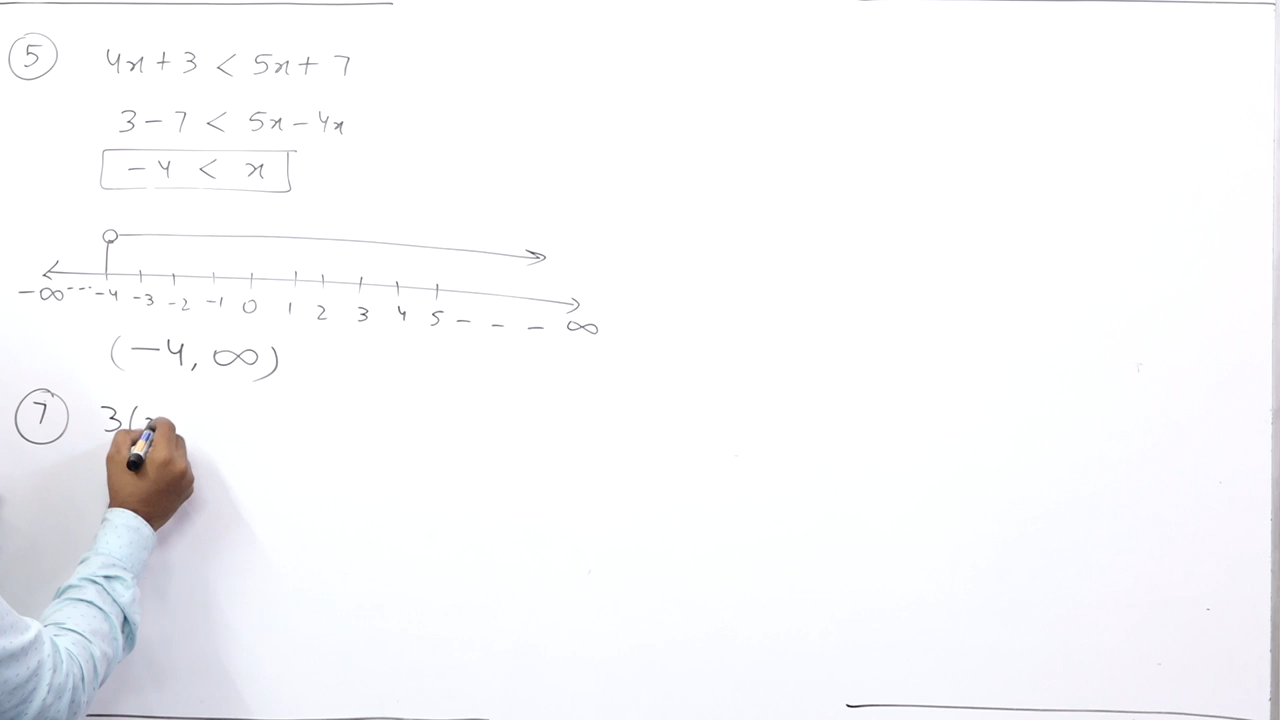 5 4x + 3 < 5x + 7
3 - 7 < 5x - 4x
-4 < x
-∞ --- -4 -3 -2 -1 0 1 2 3 4 5 - - - ∞
(-4, ∞)
7 3(